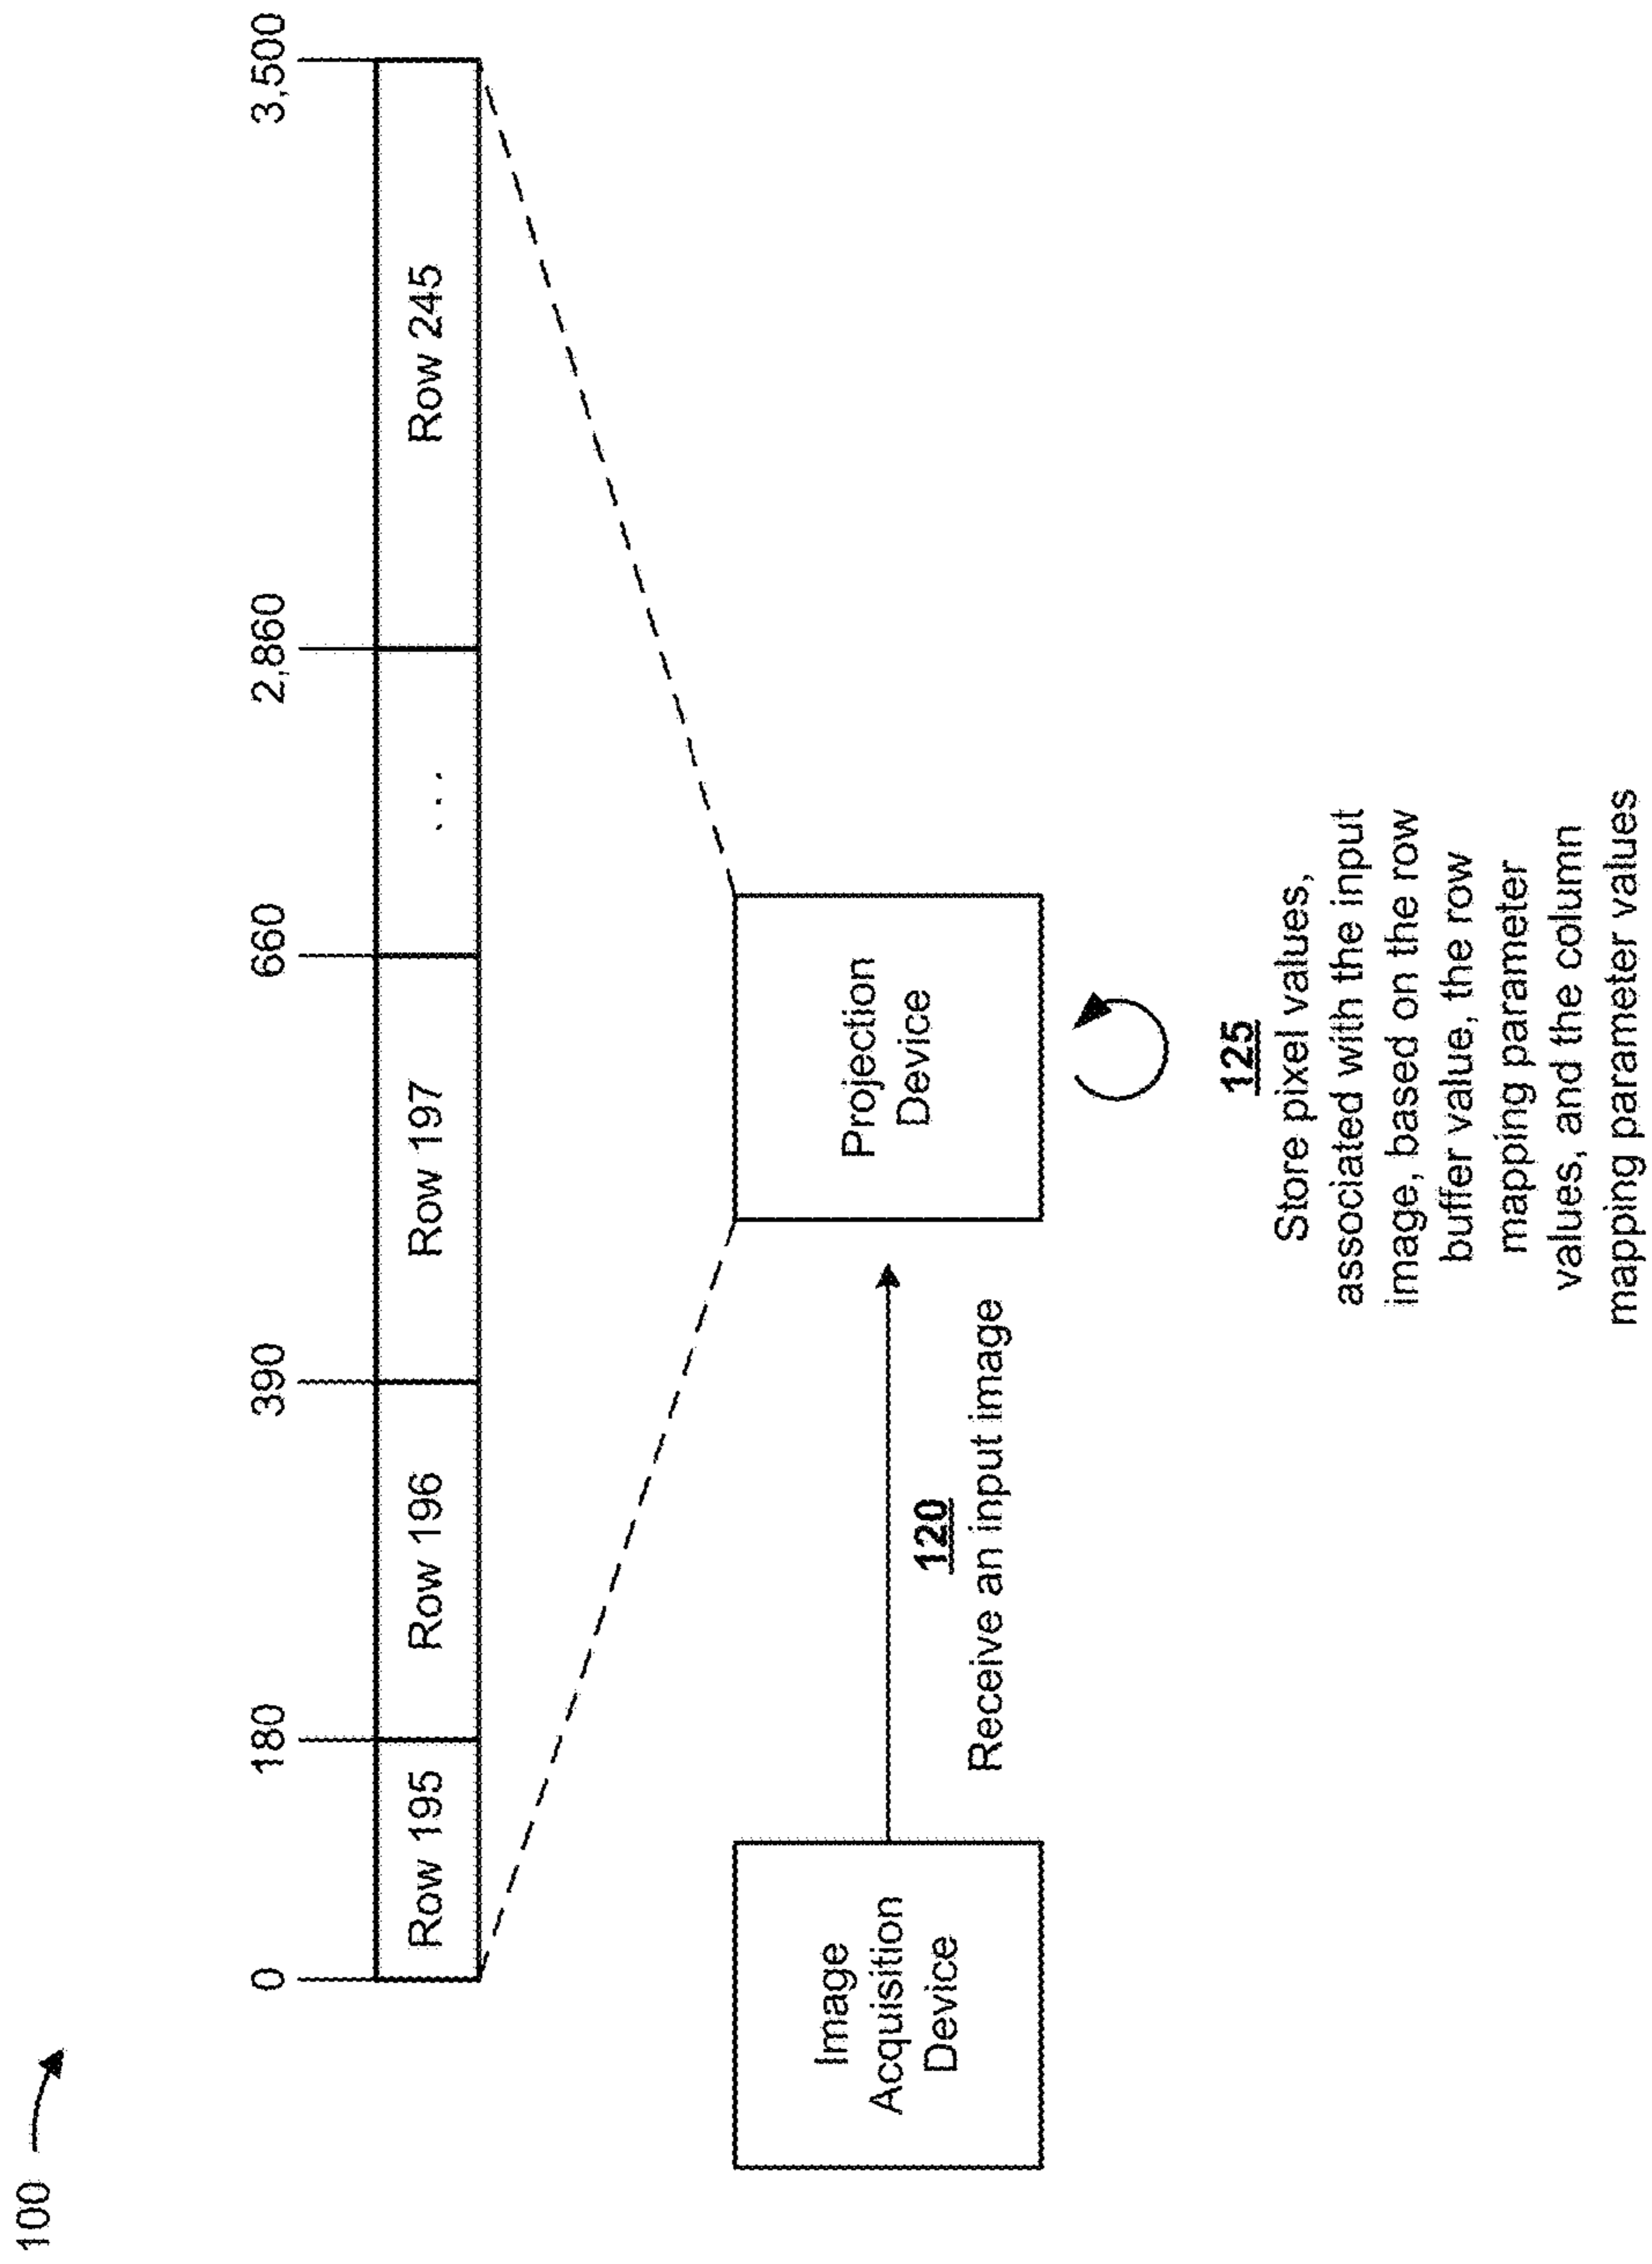 100
0 180 390 660 2,860 3,500
Row 195 Row 196 Row 197 ... Row 245
Image
Acquisition
Device
120
Receive an input image
Projection
Device
125
Store pixel values,
associated with the input
image, based on the row
buffer value, the row
mapping parameter
values, and the column
mapping parameter values